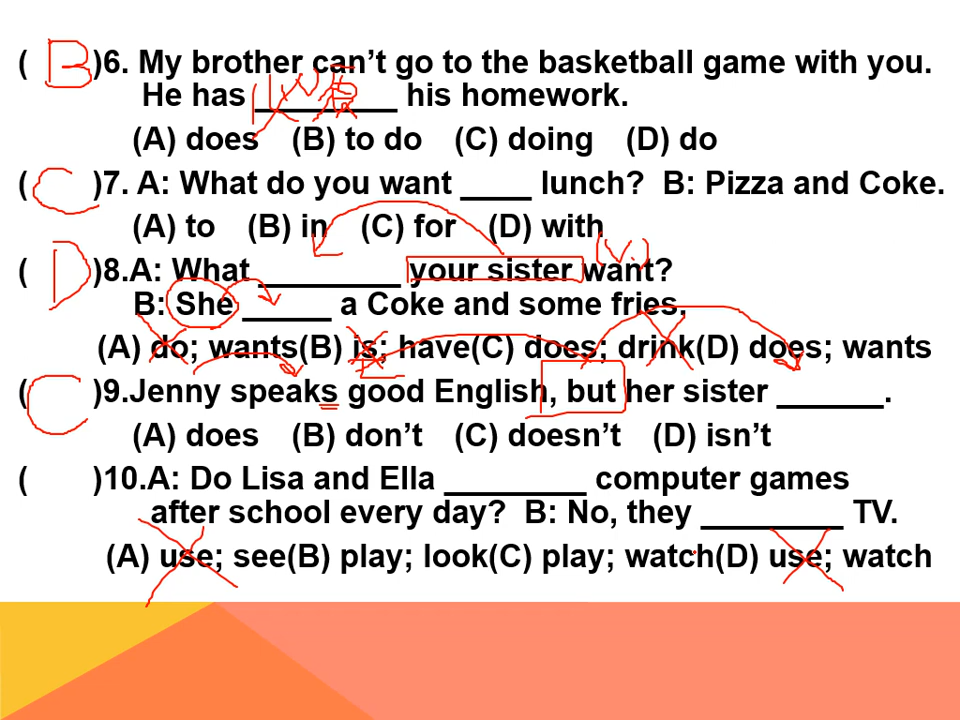 ( B )6. My brother can't go to the basketball game with you.
He has ________ his homework.
必須
(A) does (B) to do (C) doing (D) do
( C )7. A: What do you want ____ lunch? B: Pizza and Coke.
(A) to (B) in (C) for (D) with
(v.)
( D )8.A: What ________ your sister want?
B: She _____ a Coke and some fries.
(A) do; wants(B) is; have(C) does; drink(D) does; wants
( C )9.Jenny speaks good English, but her sister ______.
(A) does (B) don't (C) doesn't (D) isn't
( )10.A: Do Lisa and Ella ________ computer games
after school every day? B: No, they ________ TV.
(A) use; see(B) play; look(C) play; watch(D) use; watch